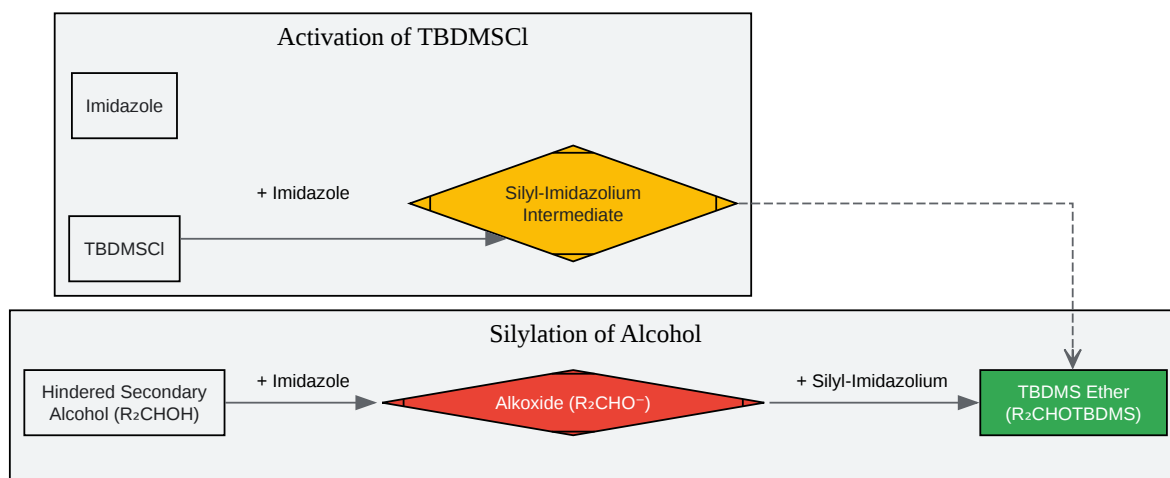 Activation of TBDMSCl
Imidazole
+ Imidazole
Silyl-Imidazolium
Intermediate
TBDMSCl
Silylation of Alcohol
Hindered Secondary
Alcohol (R₂CHOH)
+ Imidazole
Alkoxide (R₂CHO⁻)
+ Silyl-Imidazolium
TBDMS Ether
(R₂CHOTBDMS)